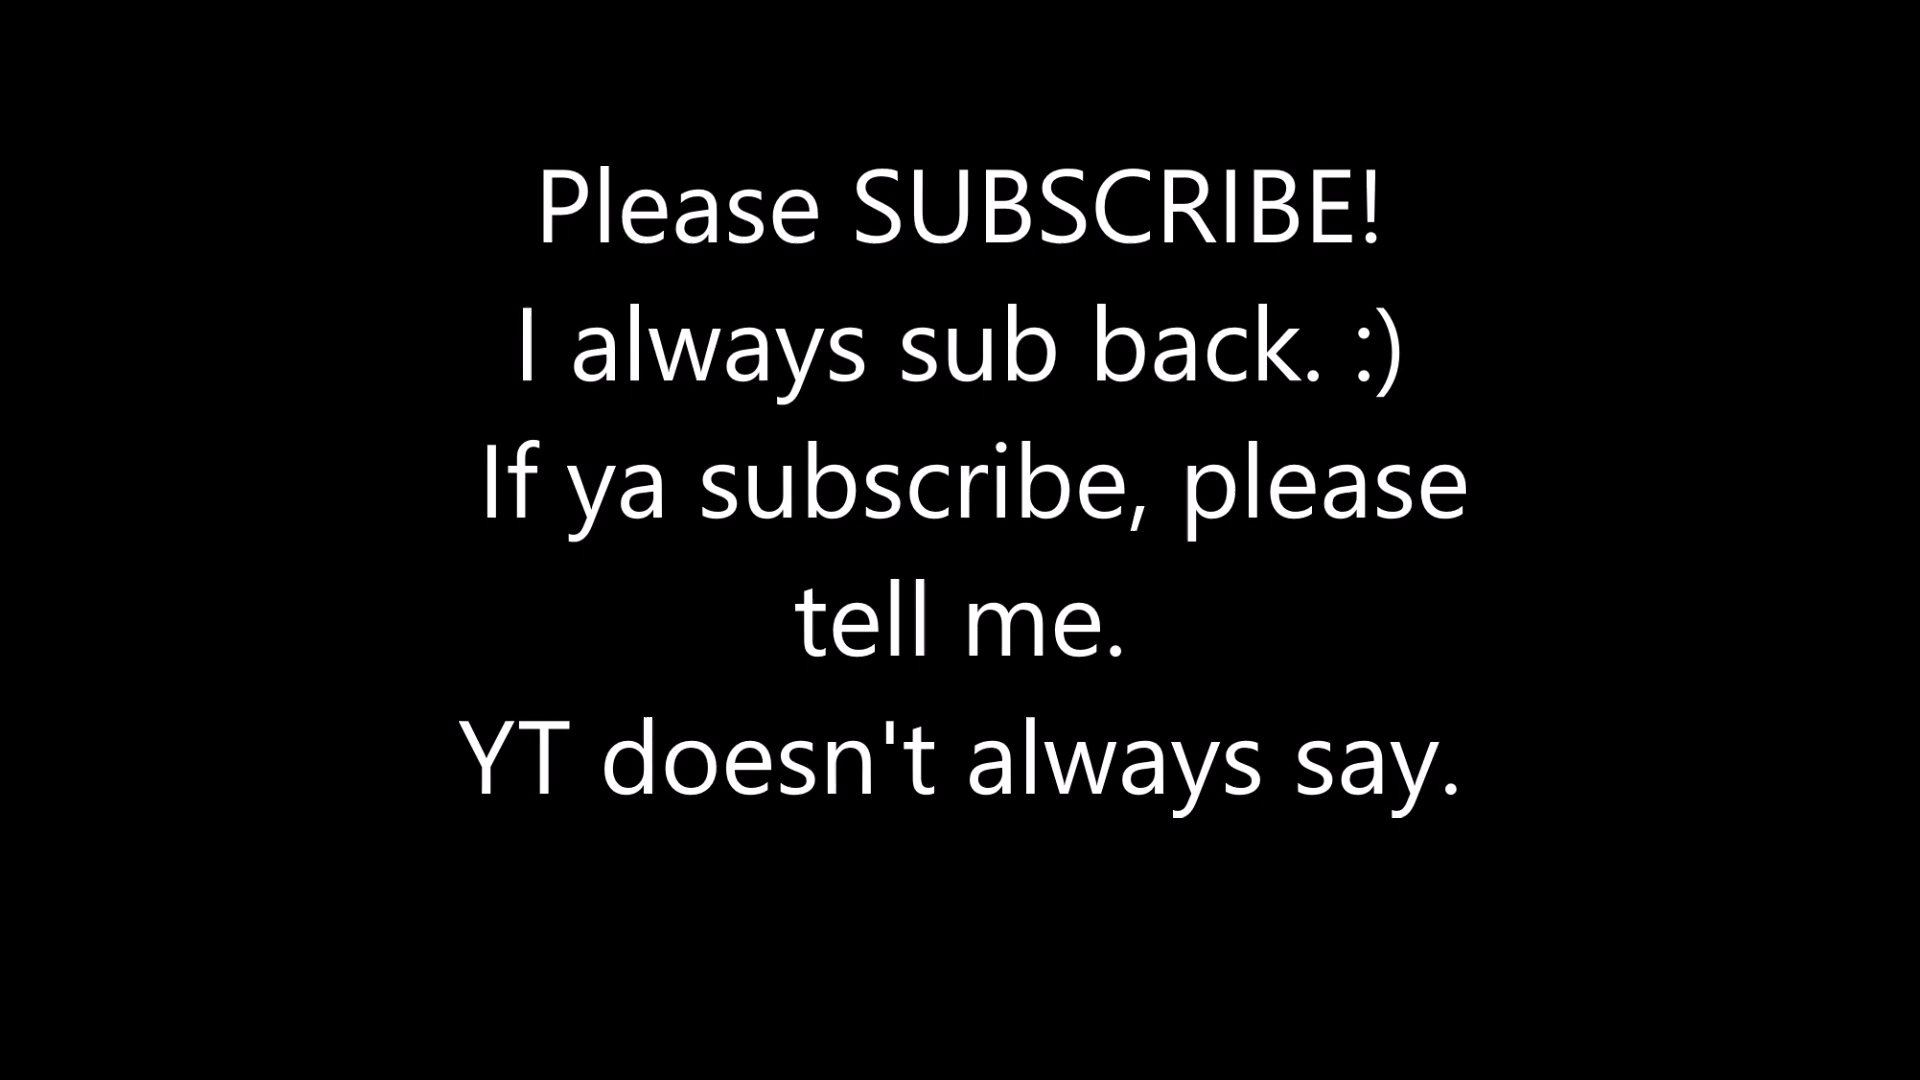 Please SUBSCRIBE!
I always sub back. :)
If ya subscribe, please
tell me.
YT doesn't always say.